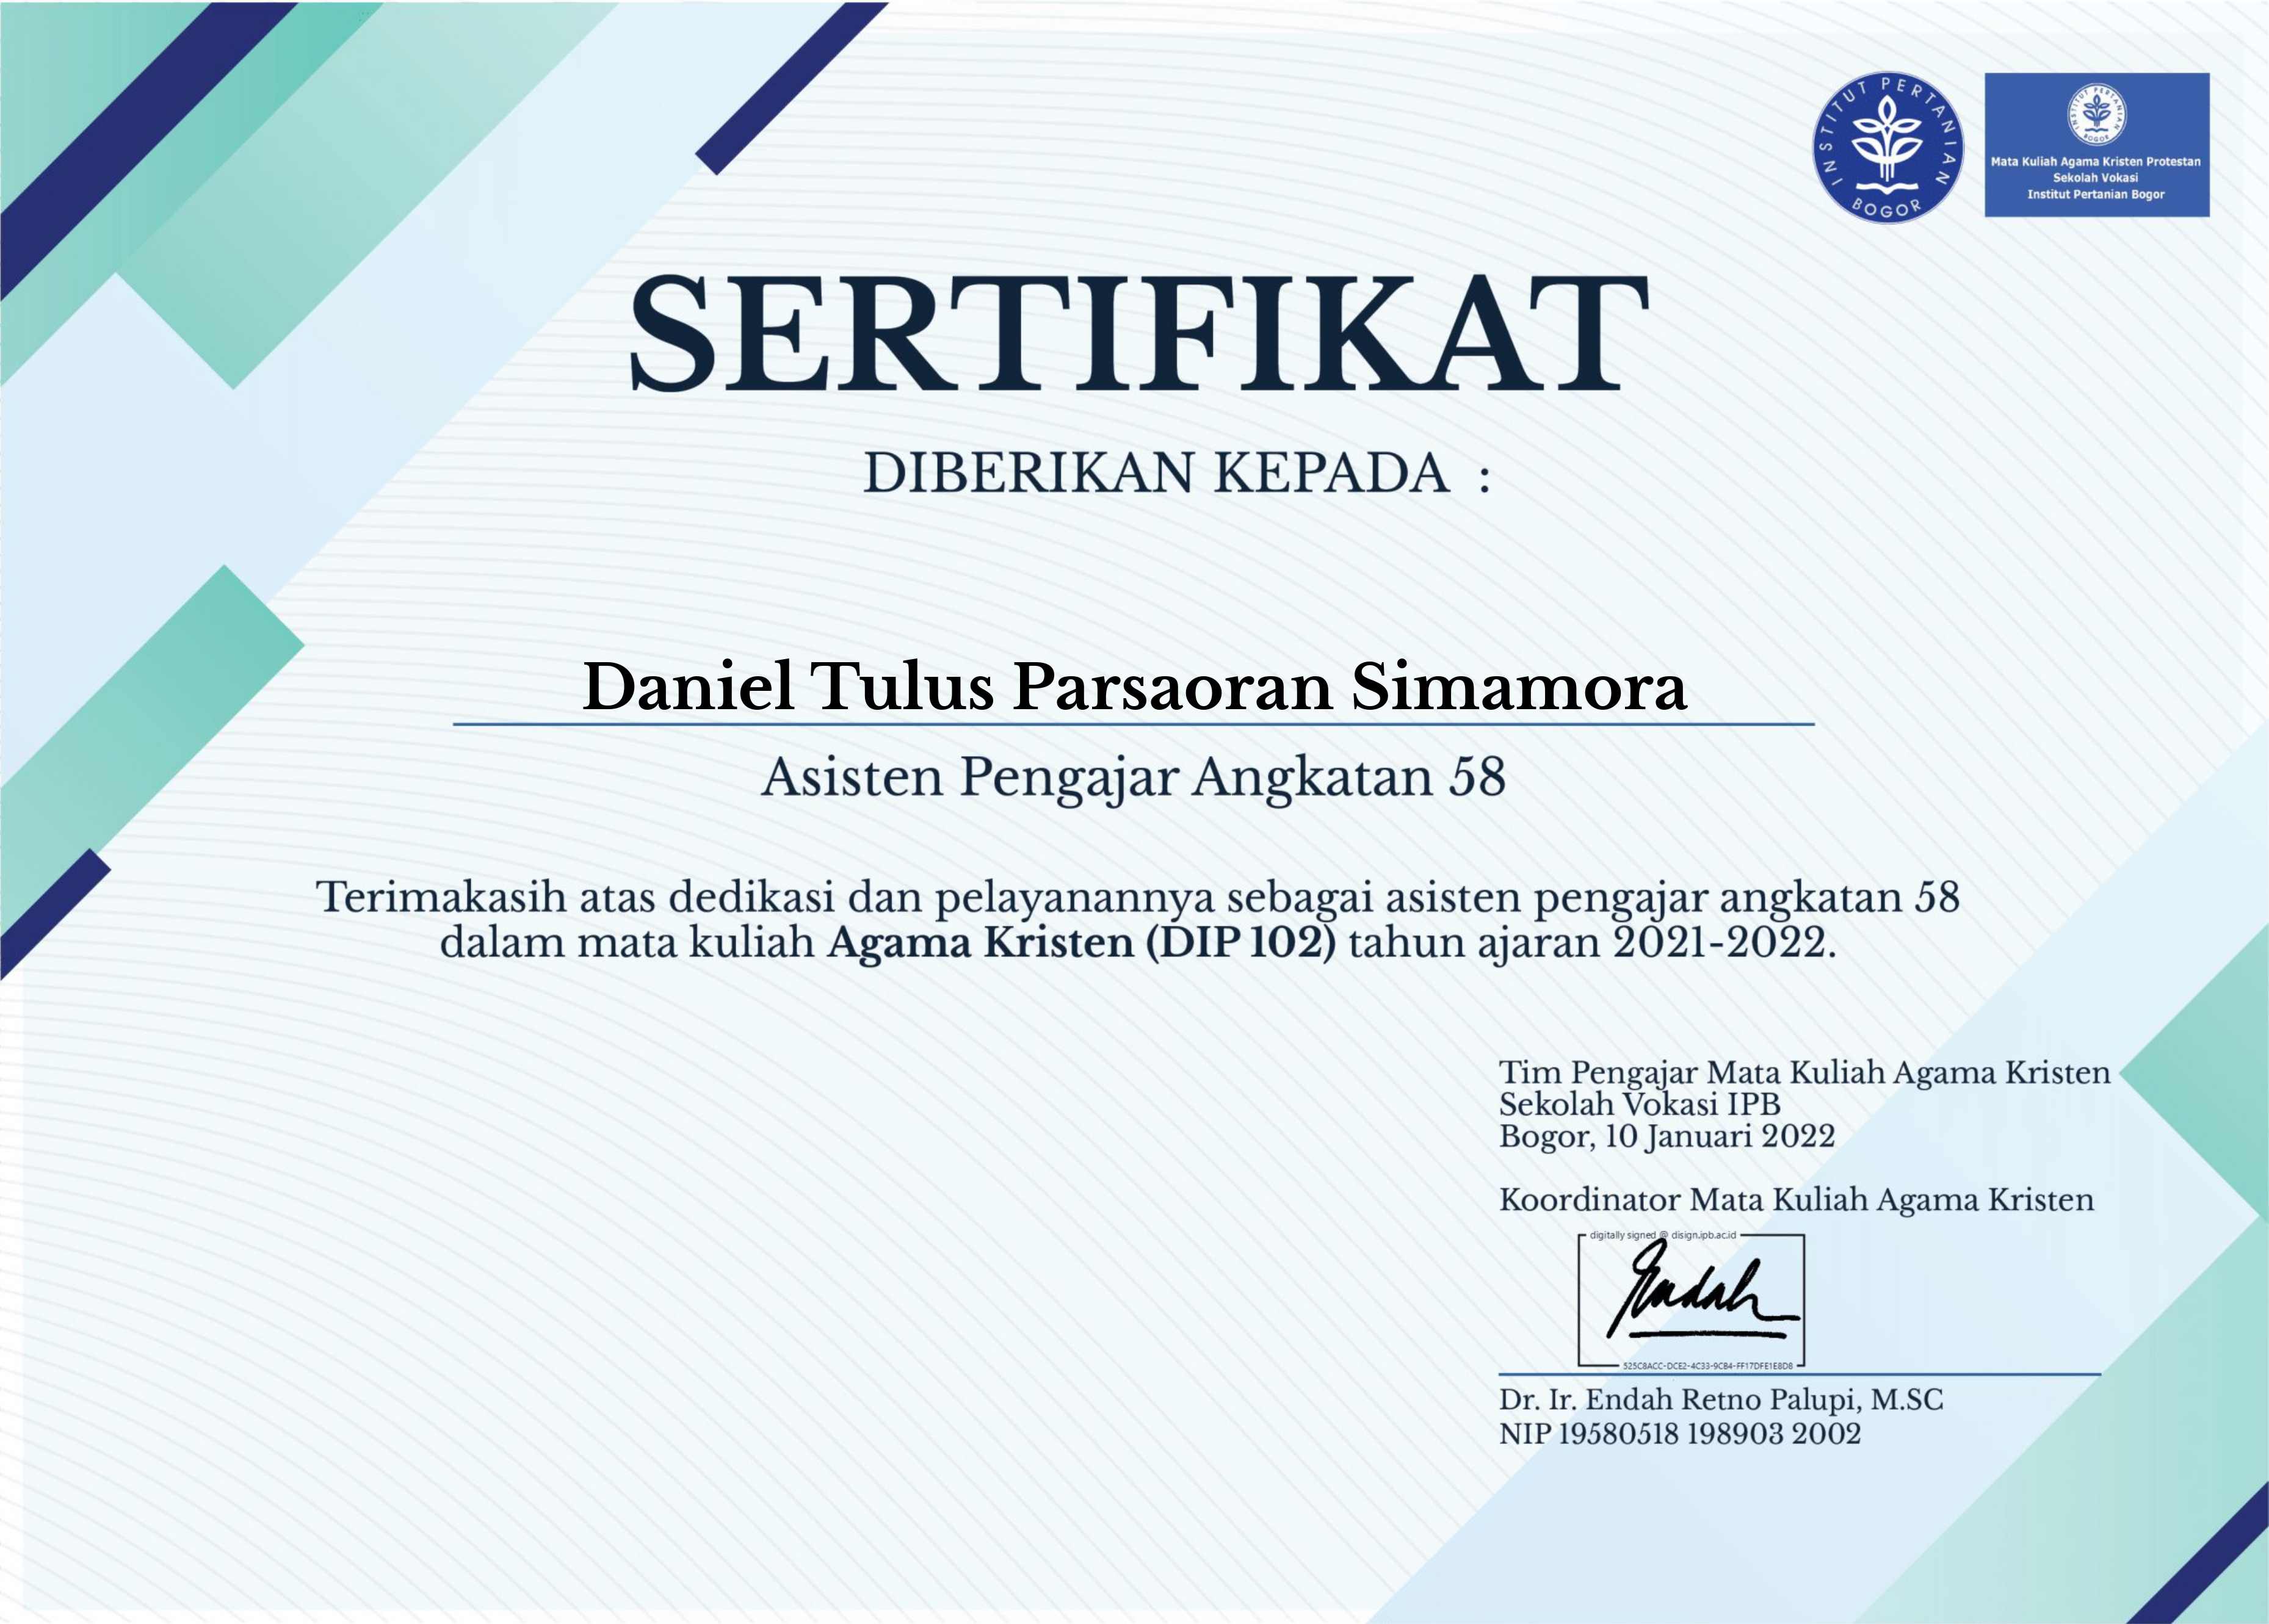 INSTITUT PERTANIAN
BOGOR
INSTITUT PERTANIAN
BOGOR
Mata Kuliah Agama Kristen Protestan
Sekolah Vokasi
Institut Pertanian Bogor
SERTIFIKAT
DIBERIKAN KEPADA :
Daniel Tulus Parsaoran Simamora
Asisten Pengajar Angkatan 58
Terimakasih atas dedikasi dan pelayanannya sebagai asisten pengajar angkatan 58
dalam mata kuliah Agama Kristen (DIP 102) tahun ajaran 2021-2022.
Tim Pengajar Mata Kuliah Agama Kristen
Sekolah Vokasi IPB
Bogor, 10 Januari 2022
Koordinator Mata Kuliah Agama Kristen
digitally signed @ disign.ipb.ac.id
Endah
525C8ACC-DCE2-4C33-9CB4-FF17DFE1E8D8
Dr. Ir. Endah Retno Palupi, M.SC
NIP 19580518 198903 2002